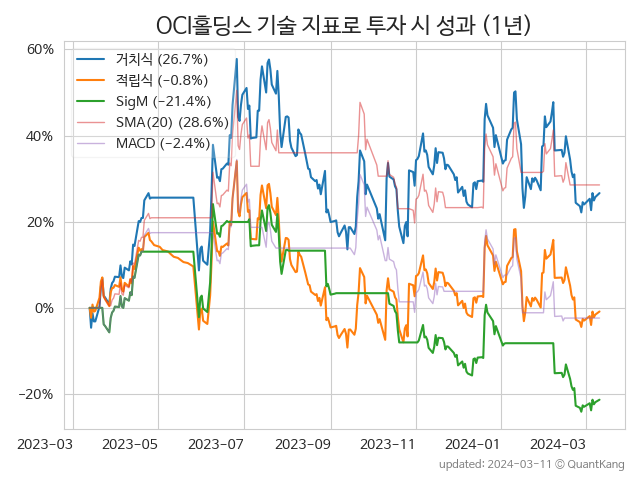 OCI홀딩스 기술 지표로 투자 시 성과 (1년)
60%
40%
20%
0%
−20%
거치식 (26.7%)
적립식 (−0.8%)
SigM (−21.4%)
SMA(20) (28.6%)
MACD (−2.4%)
2023−03
2023−05
2023−07
2023−09
2023−11
2024−01
2024−03
updated: 2024−03−11 © QuantKang